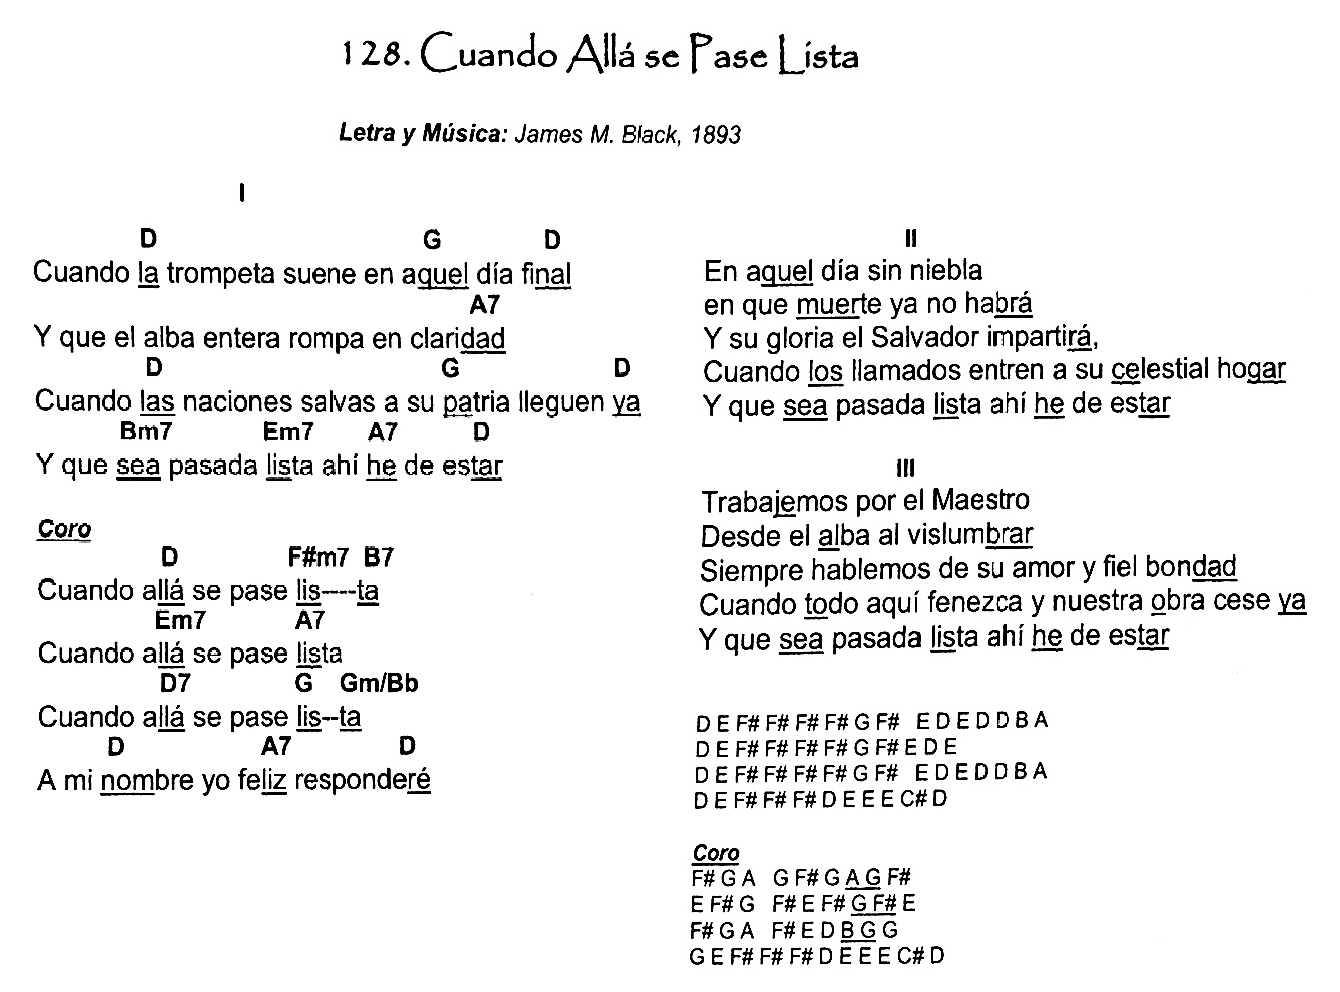 128. Cuando Allá se Pase Lista
Letra y Música: James M. Black, 1893
I
D G D
Cuando la trompeta suene en aquel día final
A7
Y que el alba entera rompa en claridad
D G D
Cuando las naciones salvas a su patria lleguen ya
Bm7 Em7 A7 D
Y que sea pasada lista ahí he de estar
Coro
D F#m7 B7
Cuando allá se pase lis----ta
Em7 A7
Cuando allá se pase lista
D7 G Gm/Bb
Cuando allá se pase lis--ta
D A7 D
A mi nombre yo feliz responderé
II
En aquel día sin niebla
en que muerte ya no habrá
Y su gloria el Salvador impartirá,
Cuando los llamados entren a su celestial hogar
Y que sea pasada lista ahí he de estar
III
Trabajemos por el Maestro
Desde el alba al vislumbrar
Siempre hablemos de su amor y fiel bondad
Cuando todo aquí fenezca y nuestra obra cese ya
Y que sea pasada lista ahí he de estar
D E F# F# F# F# G F# E D E D D B A
D E F# F# F# F# G F# E D E
D E F# F# F# F# G F# E D E D D B A
D E F# F# F# D E E E C# D
Coro
F# G A G F# G A G F#
E F# G F# E F# G F# E
F# G A F# E D B G G
G E F# F# F# D E E E C# D